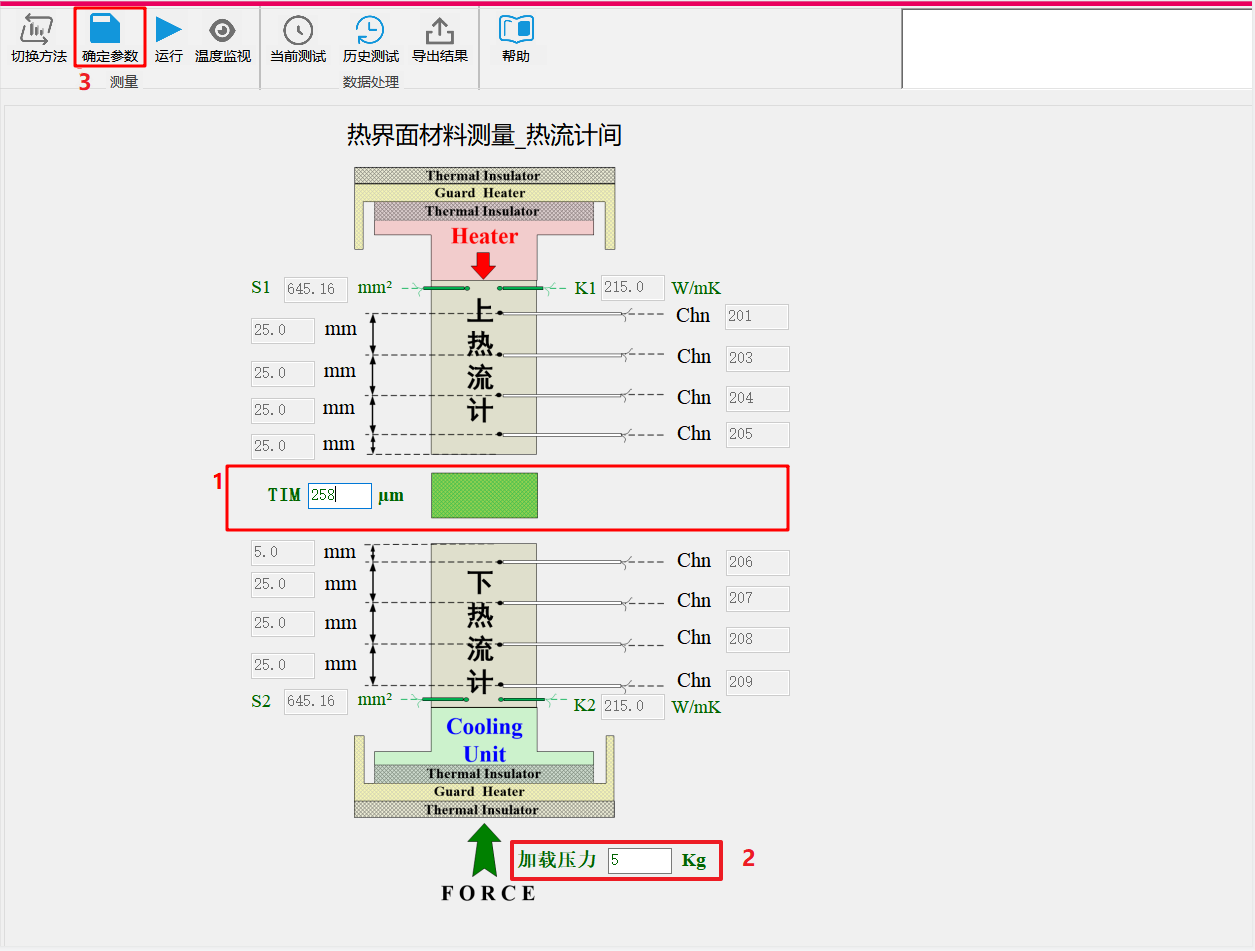 切换方法 确定参数 运行 温度监视 当前测试 历史测试 导出结果 帮助
3 测量 数据处理
热界面材料测量_热流计间
Thermal Insulator
Guard Heater
Thermal Insulator
Heater
S1 645.16 mm² K1 215.0 W/mK
上热流计
Chn 201
25.0 mm
Chn 203
25.0 mm
Chn 204
25.0 mm
Chn 205
25.0 mm
1
TIM 258 μm
5.0 mm
Chn 206
下热流计
25.0 mm
Chn 207
25.0 mm
Chn 208
25.0 mm
Chn 209
S2 645.16 mm² K2 215.0 W/mK
Cooling
Unit
Thermal Insulator
Guard Heater
Thermal Insulator
加载压力 5 Kg 2
FORCE